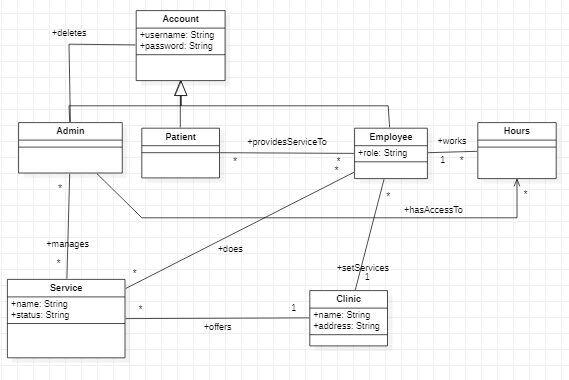 Account
+deletes
+username: String
+password: String
Admin
Patient
Employee
Hours
+providesServiceTo
+works
+role: String
*
*
1
*
*
*
*
*
+hasAccessTo
+manages
+does
*
*
+setServices
1
Service
Clinic
+name: String
+status: String
*
1
+name: String
+address: String
+offers